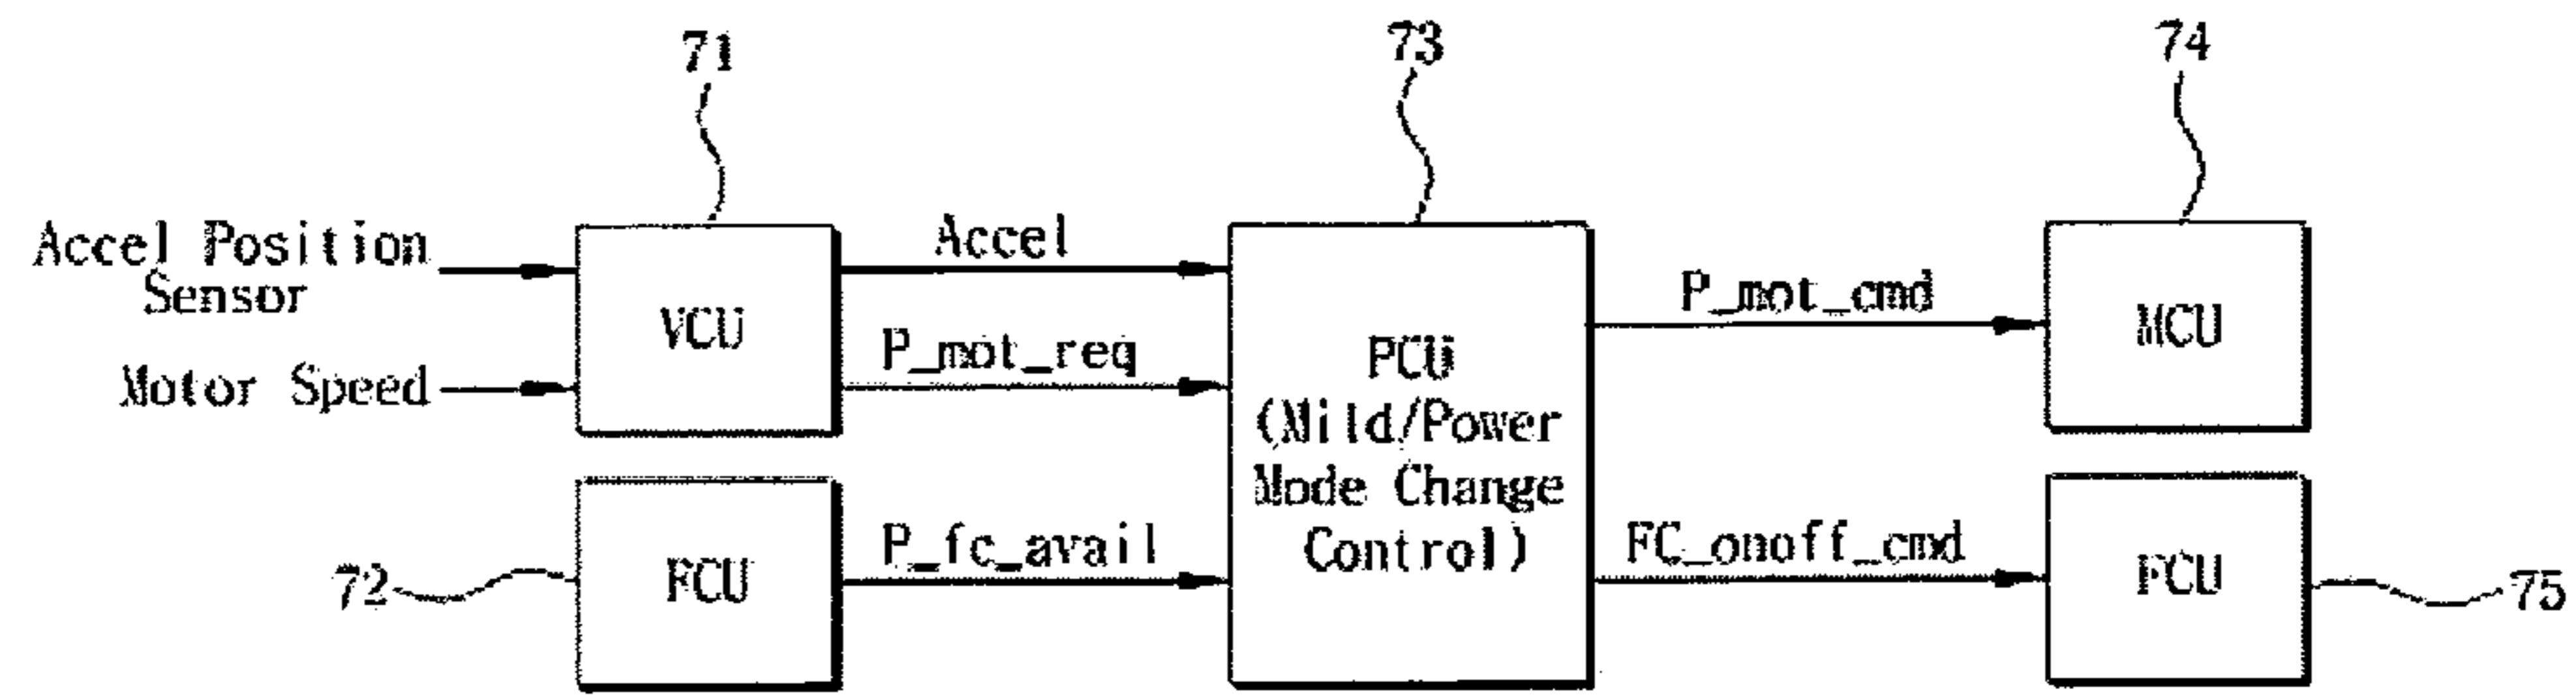 71
73
74
Accel Position
Sensor
Motor Speed
VCU
Accel
P_mot_req
PCU
(Mild/Power
Mode Change
Control)
P_mot_cmd
MCU
72
FCU
P_fc_avail
FC_onoff_cmd
FCU
75